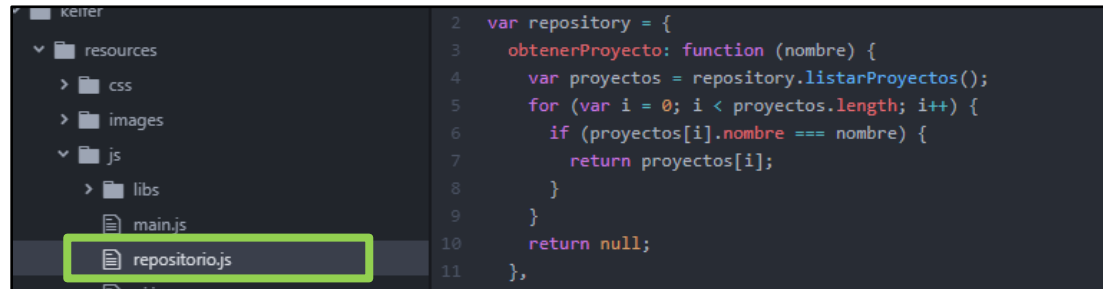 keifer
resources
css
images
js
libs
main.js
repositorio.js
2 var repository = {
3 obtenerProyecto: function (nombre) {
4 var proyectos = repository.listarProyectos();
5 for (var i = 0; i < proyectos.length; i++) {
6 if (proyectos[i].nombre === nombre) {
7 return proyectos[i];
8 }
9 }
10 return null;
11 },